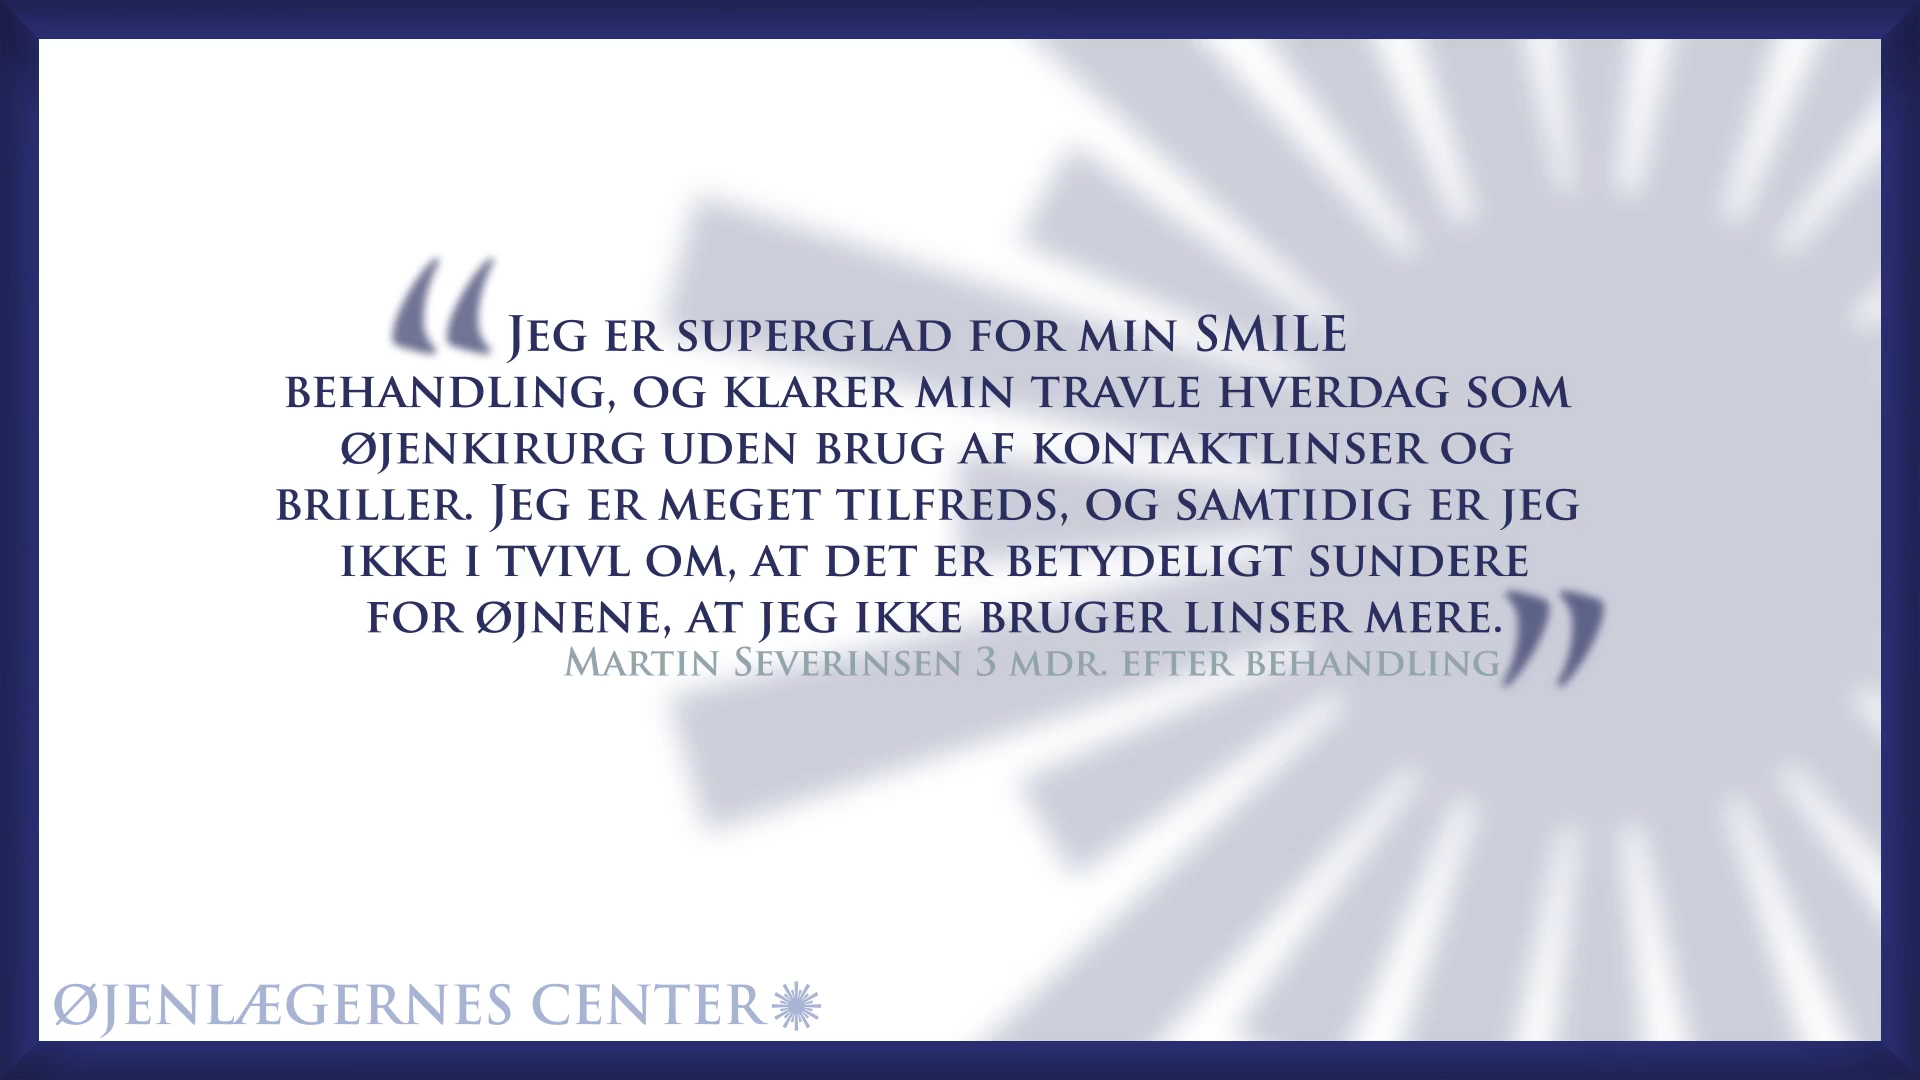 “Jeg er superglad for min SMILE
behandling, og klarer min travle hverdag som
øjenkirurg uden brug af kontaktlinser og
briller. Jeg er meget tilfreds, og samtidig er jeg
ikke i tvivl om, at det er betydeligt sundere
for øjnene, at jeg ikke bruger linser mere.”
Martin Severinsen 3 mdr. efter behandling
ØJENLÆGERNES CENTER